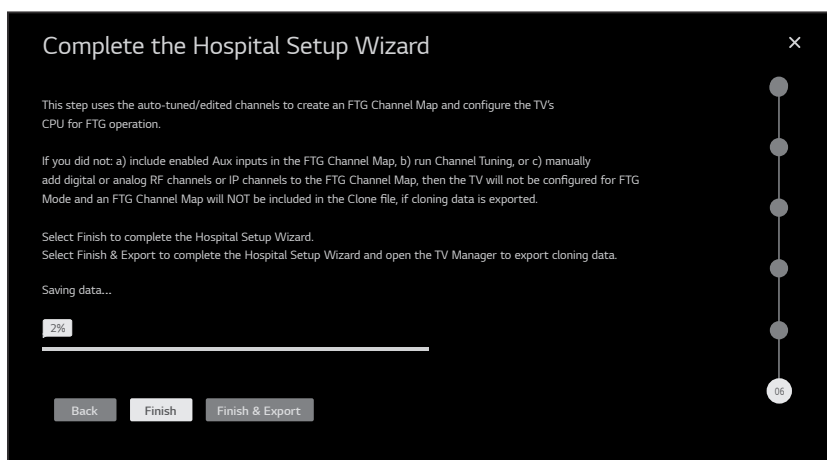 Complete the Hospital Setup Wizard
×
This step uses the auto-tuned/edited channels to create an FTG Channel Map and configure the TV's
CPU for FTG operation.
If you did not: a) include enabled Aux inputs in the FTG Channel Map, b) run Channel Tuning, or c) manually
add digital or analog RF channels or IP channels to the FTG Channel Map, then the TV will not be configured for FTG
Mode and an FTG Channel Map will NOT be included in the Clone file, if cloning data is exported.
Select Finish to complete the Hospital Setup Wizard.
Select Finish & Export to complete the Hospital Setup Wizard and open the TV Manager to export cloning data.
Saving data...
2%
Back Finish Finish & Export
06